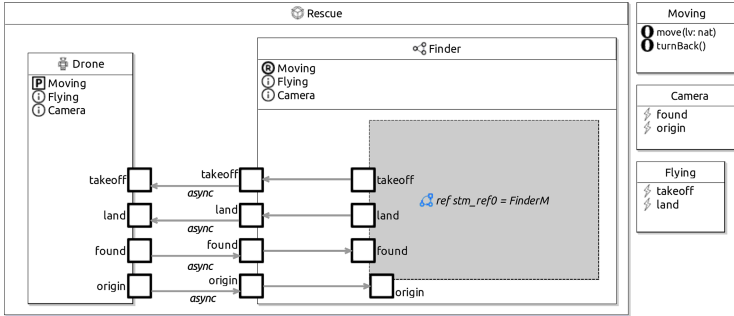 Rescue
Drone
P Moving
i Flying
i Camera
Finder
R Moving
i Flying
i Camera
takeoff
takeoff
takeoff
async
land
land
land
async
found
found
found
async
origin
origin
origin
async
ref stm_ref0 = FinderM
Moving
O move(lv: nat)
O turnBack()
Camera
found
origin
Flying
takeoff
land